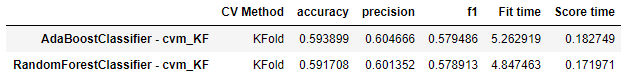 CV Method accuracy precision f1 Fit time Score time
AdaBoostClassifier - cvm_KF KFold 0.593899 0.604666 0.579486 5.262919 0.182749
RandomForestClassifier - cvm_KF KFold 0.591708 0.601352 0.578913 4.847463 0.171971